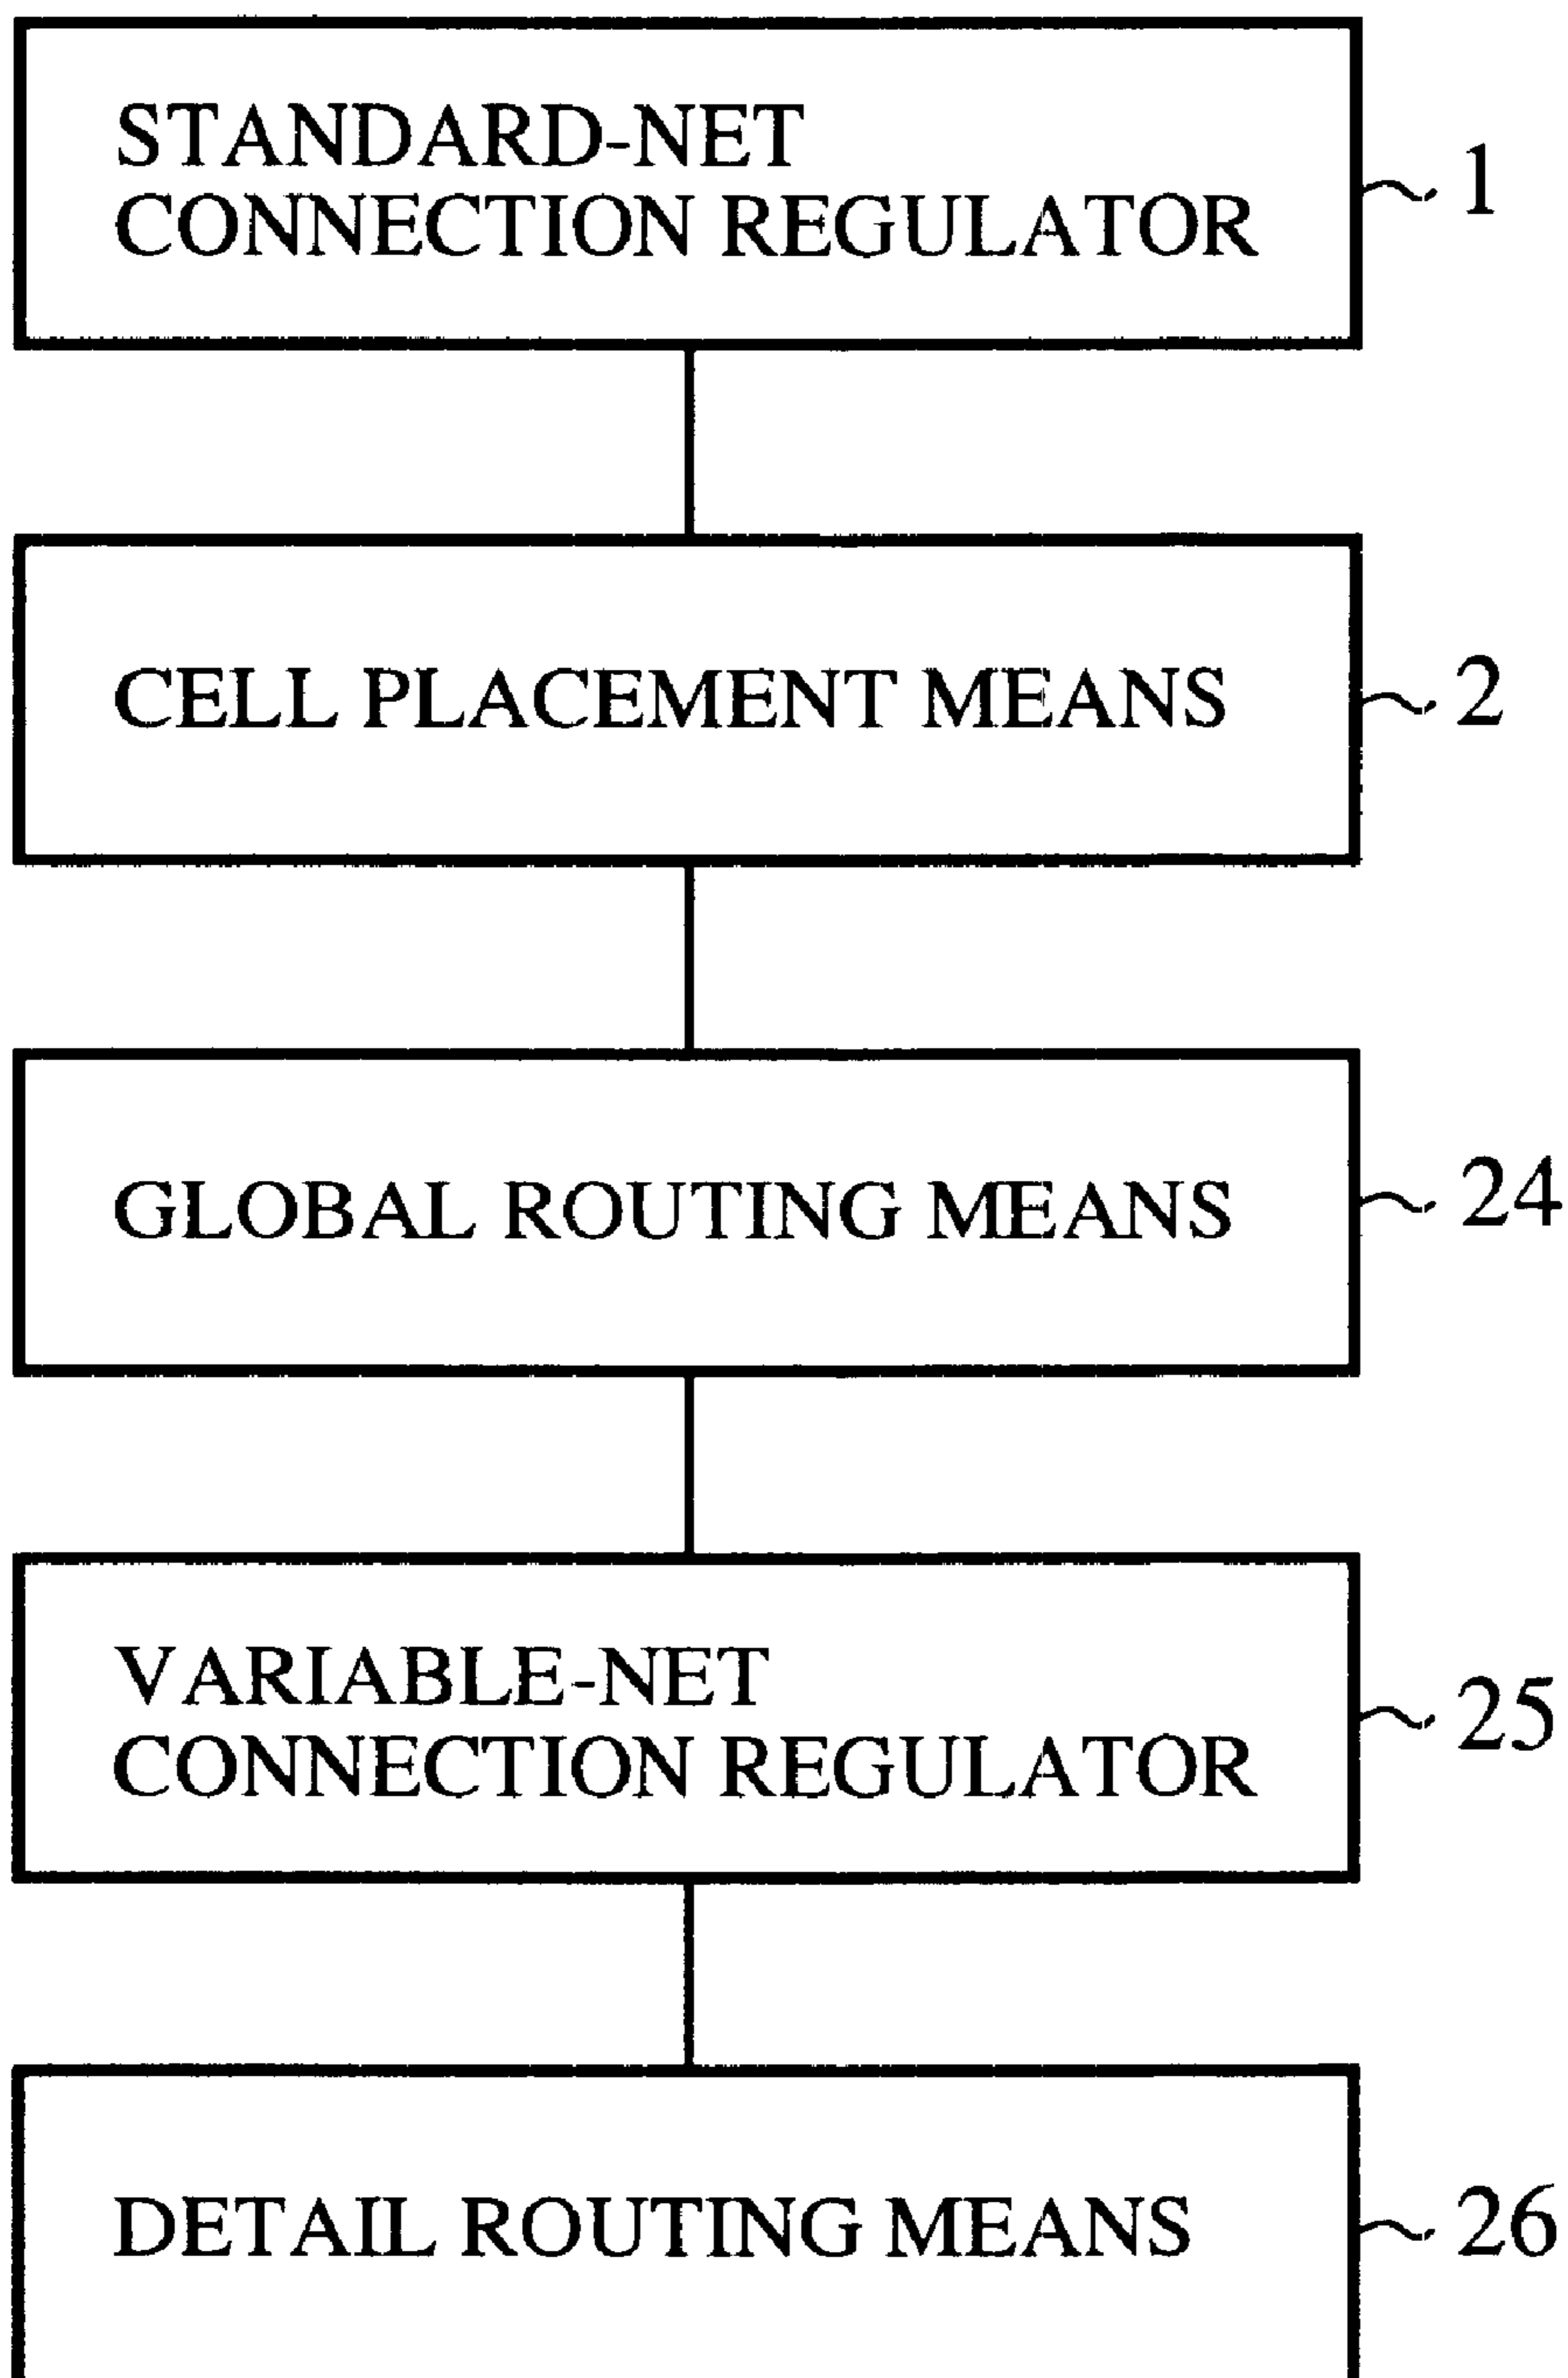 STANDARD-NET
CONNECTION REGULATOR
1
CELL PLACEMENT MEANS
2
GLOBAL ROUTING MEANS
24
VARIABLE-NET
CONNECTION REGULATOR
25
DETAIL ROUTING MEANS
26